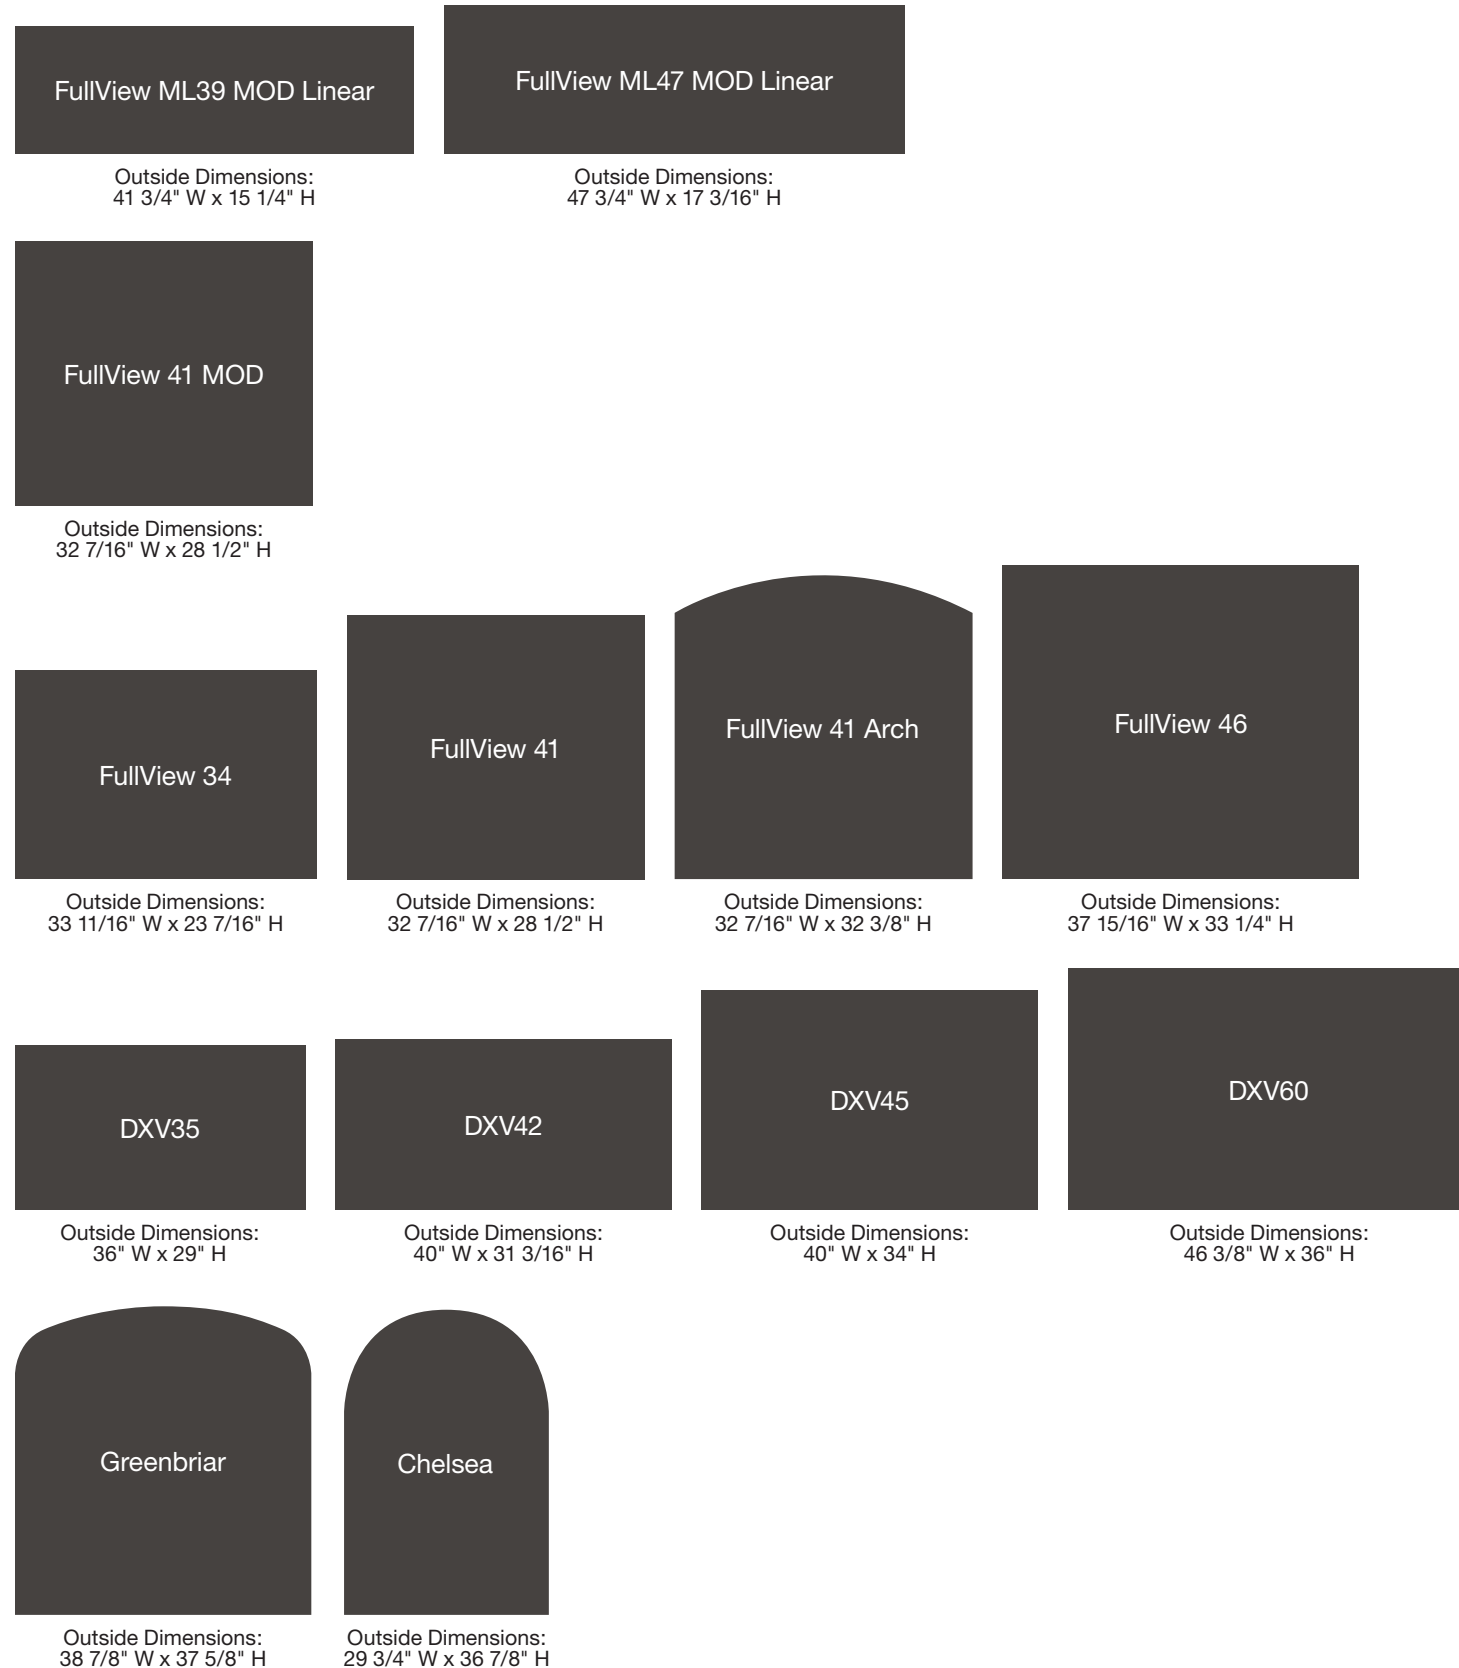 FullView ML39 MOD Linear
Outside Dimensions:
41 3/4" W x 15 1/4" H
FullView ML47 MOD Linear
Outside Dimensions:
47 3/4" W x 17 3/16" H
FullView 41 MOD
Outside Dimensions:
32 7/16" W x 28 1/2" H
FullView 34
Outside Dimensions:
33 11/16" W x 23 7/16" H
FullView 41
Outside Dimensions:
32 7/16" W x 28 1/2" H
FullView 41 Arch
Outside Dimensions:
32 7/16" W x 32 3/8" H
FullView 46
Outside Dimensions:
37 15/16" W x 33 1/4" H
DXV35
Outside Dimensions:
36" W x 29" H
DXV42
Outside Dimensions:
40" W x 31 3/16" H
DXV45
Outside Dimensions:
40" W x 34" H
DXV60
Outside Dimensions:
46 3/8" W x 36" H
Greenbriar
Outside Dimensions:
38 7/8" W x 37 5/8" H
Chelsea
Outside Dimensions:
29 3/4" W x 36 7/8" H